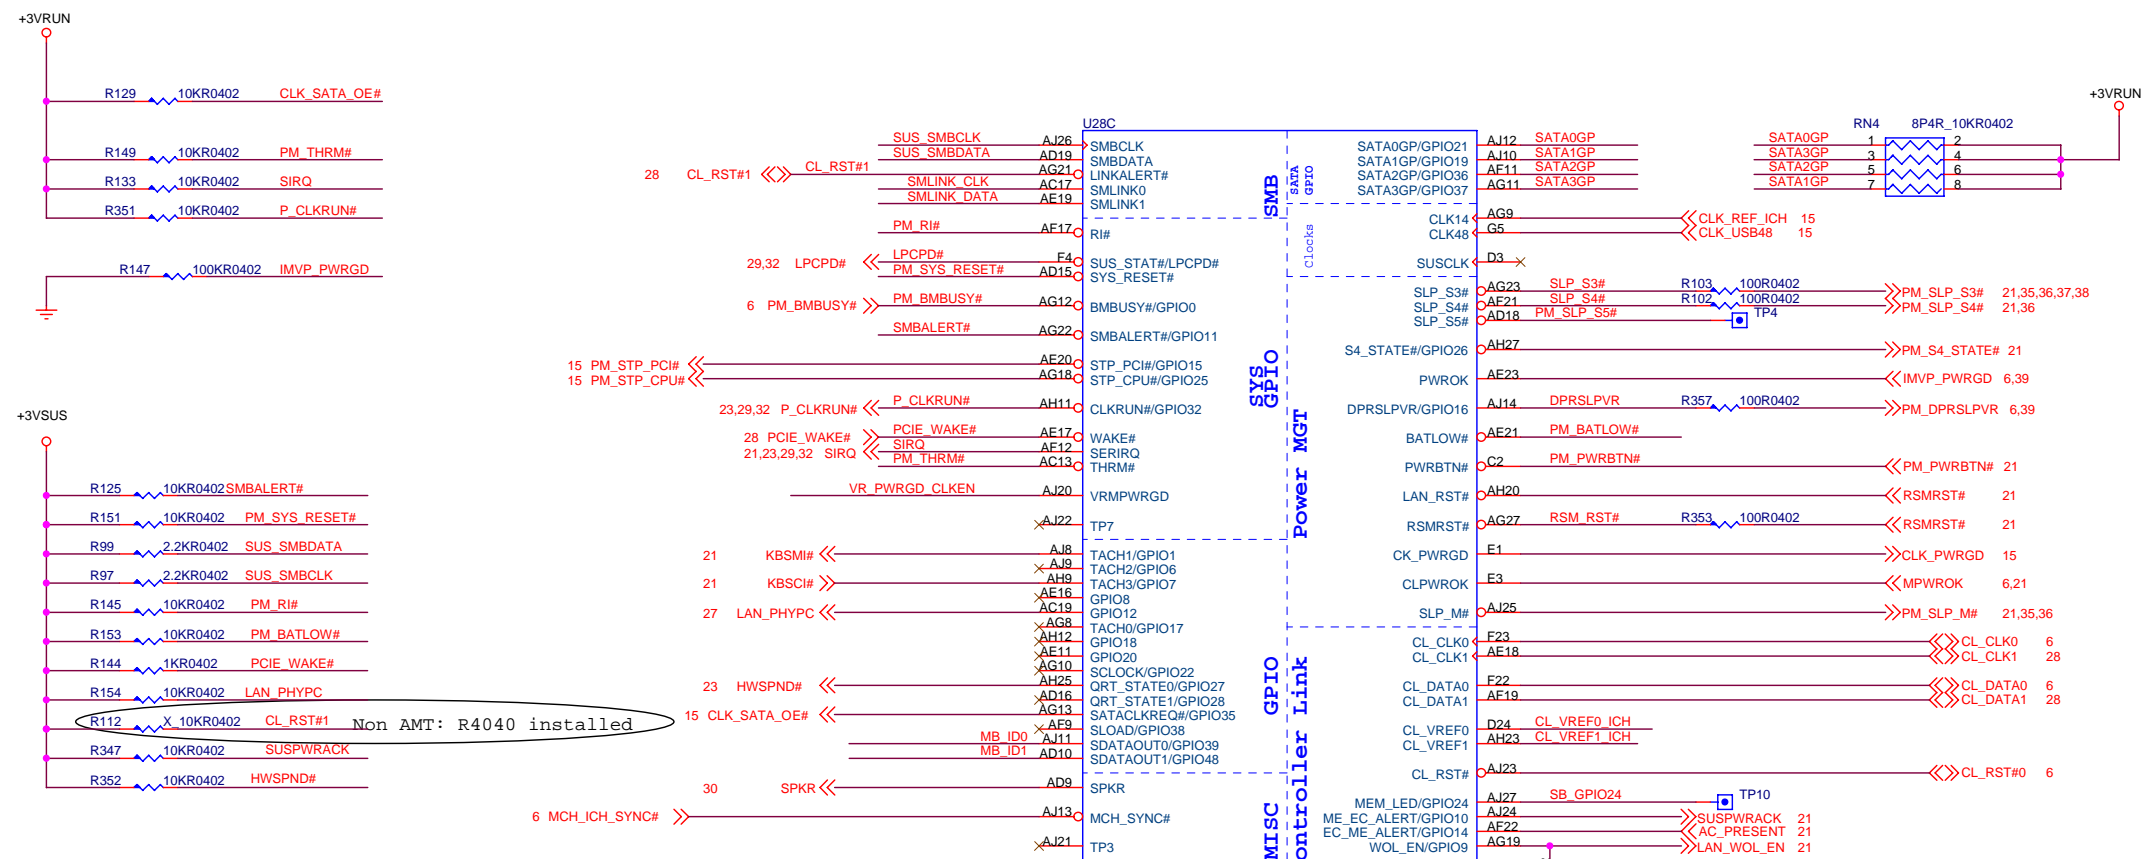 +3VRUN
R129 10KR0402 CLK_SATA_OE#
R149 10KR0402 PM_THRM#
R133 10KR0402 SIRQ
R351 10KR0402 P_CLKRUN#
R147 100KR0402 IMVP_PWRGD
+3VSUS
R125 10KR0402 SMBALERT#
R151 10KR0402 PM_SYS_RESET#
R99 2.2KR0402 SUS_SMBDATA
R97 2.2KR0402 SUS_SMBCLK
R145 10KR0402 PM_RI#
R153 10KR0402 PM_BATLOW#
R144 1KR0402 PCIE_WAKE#
R154 10KR0402 LAN_PHYPC
R112 X_10KR0402 CL_RST#1 Non AMT: R4040 installed
R347 10KR0402 SUSPWRACK
R352 10KR0402 HWSPND#
U28C
SUS_SMBCLK AJ26 SMBCLK
SUS_SMBDATA AD19 SMBDATA
28 CL_RST#1 CL_RST#1 AG21 LINKALERT#
SMLINK_CLK AC17 SMLINK0
SMLINK_DATA AE19 SMLINK1
PM_RI# AF17 RI#
29,32 LPCPD# LPCPD# F4 SUS_STAT#/LPCPD#
PM_SYS_RESET# AD15 SYS_RESET#
6 PM_BMBUSY# PM_BMBUSY# AG12 BMBUSY#/GPIO0
SMBALERT# AG22 SMBALERT#/GPIO11
15 PM_STP_PCI# AE20 STP_PCI#/GPIO15
15 PM_STP_CPU# AG18 STP_CPU#/GPIO25
23,29,32 P_CLKRUN# P_CLKRUN# AH11 CLKRUN#/GPIO32
28 PCIE_WAKE# PCIE_WAKE# AE17 WAKE#
21,23,29,32 SIRQ SIRQ AF12 SERIRQ
PM_THRM# AC13 THRM#
VR_PWRGD_CLKEN AJ20 VRMPWRGD
AJ22 TP7
21 KBSMI# AJ8 TACH1/GPIO1
AJ9 TACH2/GPIO6
21 KBSCI# AH9 TACH3/GPIO7
AE16 GPIO8
27 LAN_PHYPC AC19 GPIO12
AG8 TACH0/GPIO17
AH12 GPIO18
AE11 GPIO20
AG10 SCLOCK/GPIO22
23 HWSPND# AH25 QRT_STATE0/GPIO27
AD16 QRT_STATE1/GPIO28
15 CLK_SATA_OE# AG13 SATACLKREQ#/GPIO35
AF9 SLOAD/GPIO38
MB_ID0 AJ11 SDATAOUT0/GPIO39
MB_ID1 AD10 SDATAOUT1/GPIO48
30 SPKR AD9 SPKR
6 MCH_ICH_SYNC# AJ13 MCH_SYNC#
AJ21 TP3
SMB
SYS
GPIO
GPIO
MISC
SATA
GPIO
Clocks
Power MGT
ontroller Link
SATA0GP/GPIO21 AJ12 SATA0GP
SATA1GP/GPIO19 AJ10 SATA1GP
SATA2GP/GPIO36 AF11 SATA2GP
SATA3GP/GPIO37 AG11 SATA3GP
CLK14 AG9 CLK_REF_ICH 15
CLK48 G5 CLK_USB48 15
SUSCLK D3
SLP_S3# AG23 SLP_S3# R103 100R0402 PM_SLP_S3# 21,35,36,37,38
SLP_S4# AF21 SLP_S4# R102 100R0402 PM_SLP_S4# 21,36
SLP_S5# AD18 PM_SLP_S5# TP4
S4_STATE#/GPIO26 AH27 PM_S4_STATE# 21
PWROK AE23 IMVP_PWRGD 6,39
DPRSLPVR/GPIO16 AJ14 DPRSLPVR R357 100R0402 PM_DPRSLPVR 6,39
BATLOW# AE21 PM_BATLOW#
PWRBTN# C2 PM_PWRBTN# PM_PWRBTN# 21
LAN_RST# AH20 RSMRST# 21
RSMRST# AG27 RSM_RST# R353 100R0402 RSMRST# 21
CK_PWRGD E1 CLK_PWRGD 15
CLPWROK E3 MPWROK 6,21
SLP_M# AJ25 PM_SLP_M# 21,35,36
CL_CLK0 F23 CL_CLK0 6
CL_CLK1 AE18 CL_CLK1 28
CL_DATA0 F22 CL_DATA0 6
CL_DATA1 AF19 CL_DATA1 28
CL_VREF0 D24 CL_VREF0_ICH
CL_VREF1 AH23 CL_VREF1_ICH
CL_RST# AJ23 CL_RST#0 6
MEM_LED/GPIO24 AJ27 SB_GPIO24 TP10
ME_EC_ALERT/GPIO10 AJ24 SUSPWRACK 21
EC_ME_ALERT/GPIO14 AF22 AC_PRESENT 21
WOL_EN/GPIO9 AG19 LAN_WOL_EN 21
+3VRUN
RN4 8P4R_10KR0402
SATA0GP 1 2
SATA3GP 3 4
SATA2GP 5 6
SATA1GP 7 8